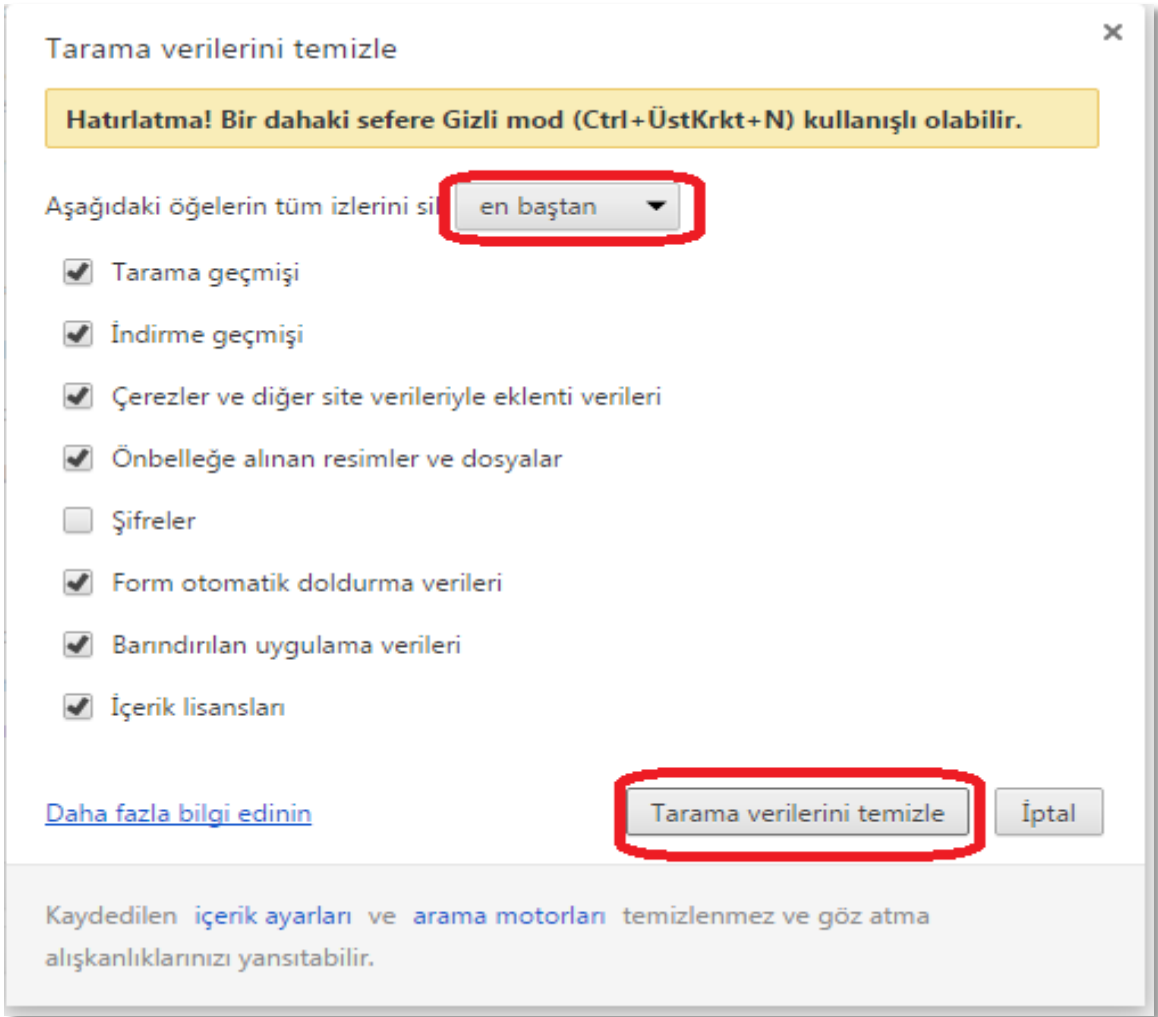 Tarama verilerini temizle
Hatırlatma! Bir dahaki sefere Gizli mod (Ctrl+ÜstKrkt+N) kullanışlı olabilir.
Aşağıdaki öğelerin tüm izlerini sil en baştan
Tarama geçmişi
İndirme geçmişi
Çerezler ve diğer site verileriyle eklenti verileri
Önbelleğe alınan resimler ve dosyalar
Şifreler
Form otomatik doldurma verileri
Barındırılan uygulama verileri
İçerik lisansları
Daha fazla bilgi edinin Tarama verilerini temizle İptal
Kaydedilen içerik ayarları ve arama motorları temizlenmez ve göz atma
alışkanlıklarınızı yansıtabilir.